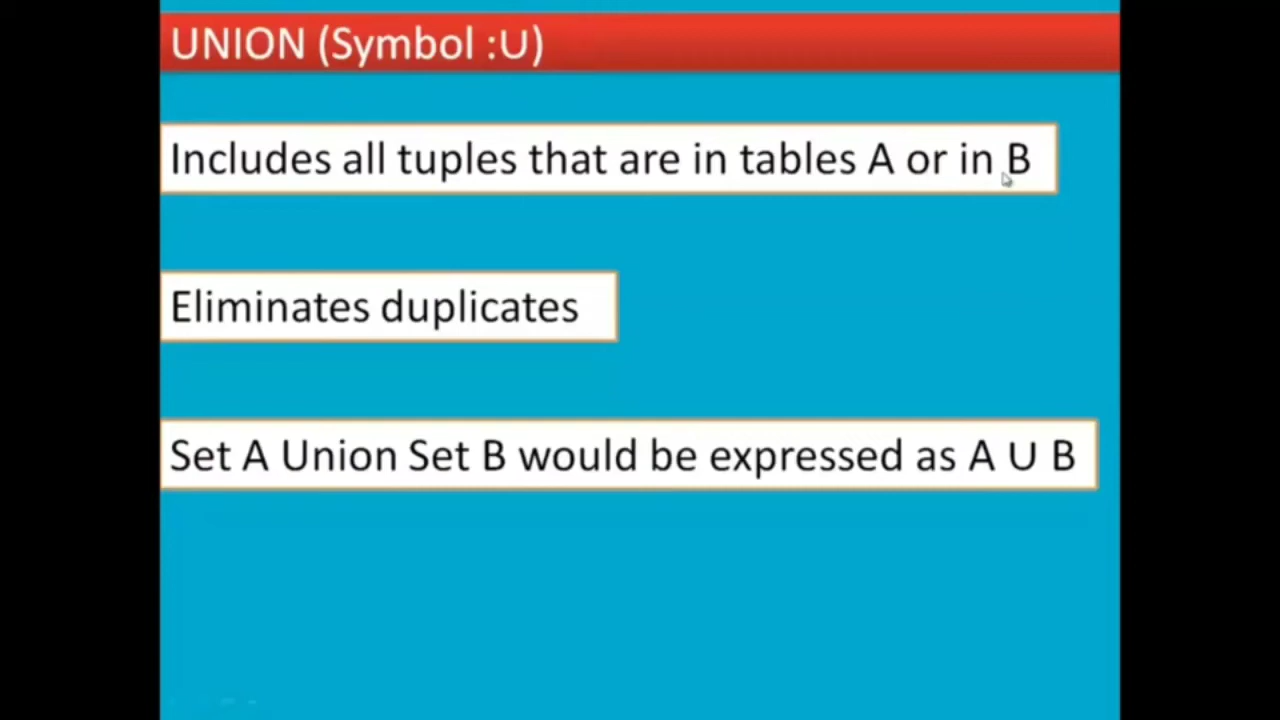 UNION (Symbol :∪)
Includes all tuples that are in tables A or in B
Eliminates duplicates
Set A Union Set B would be expressed as A ∪ B